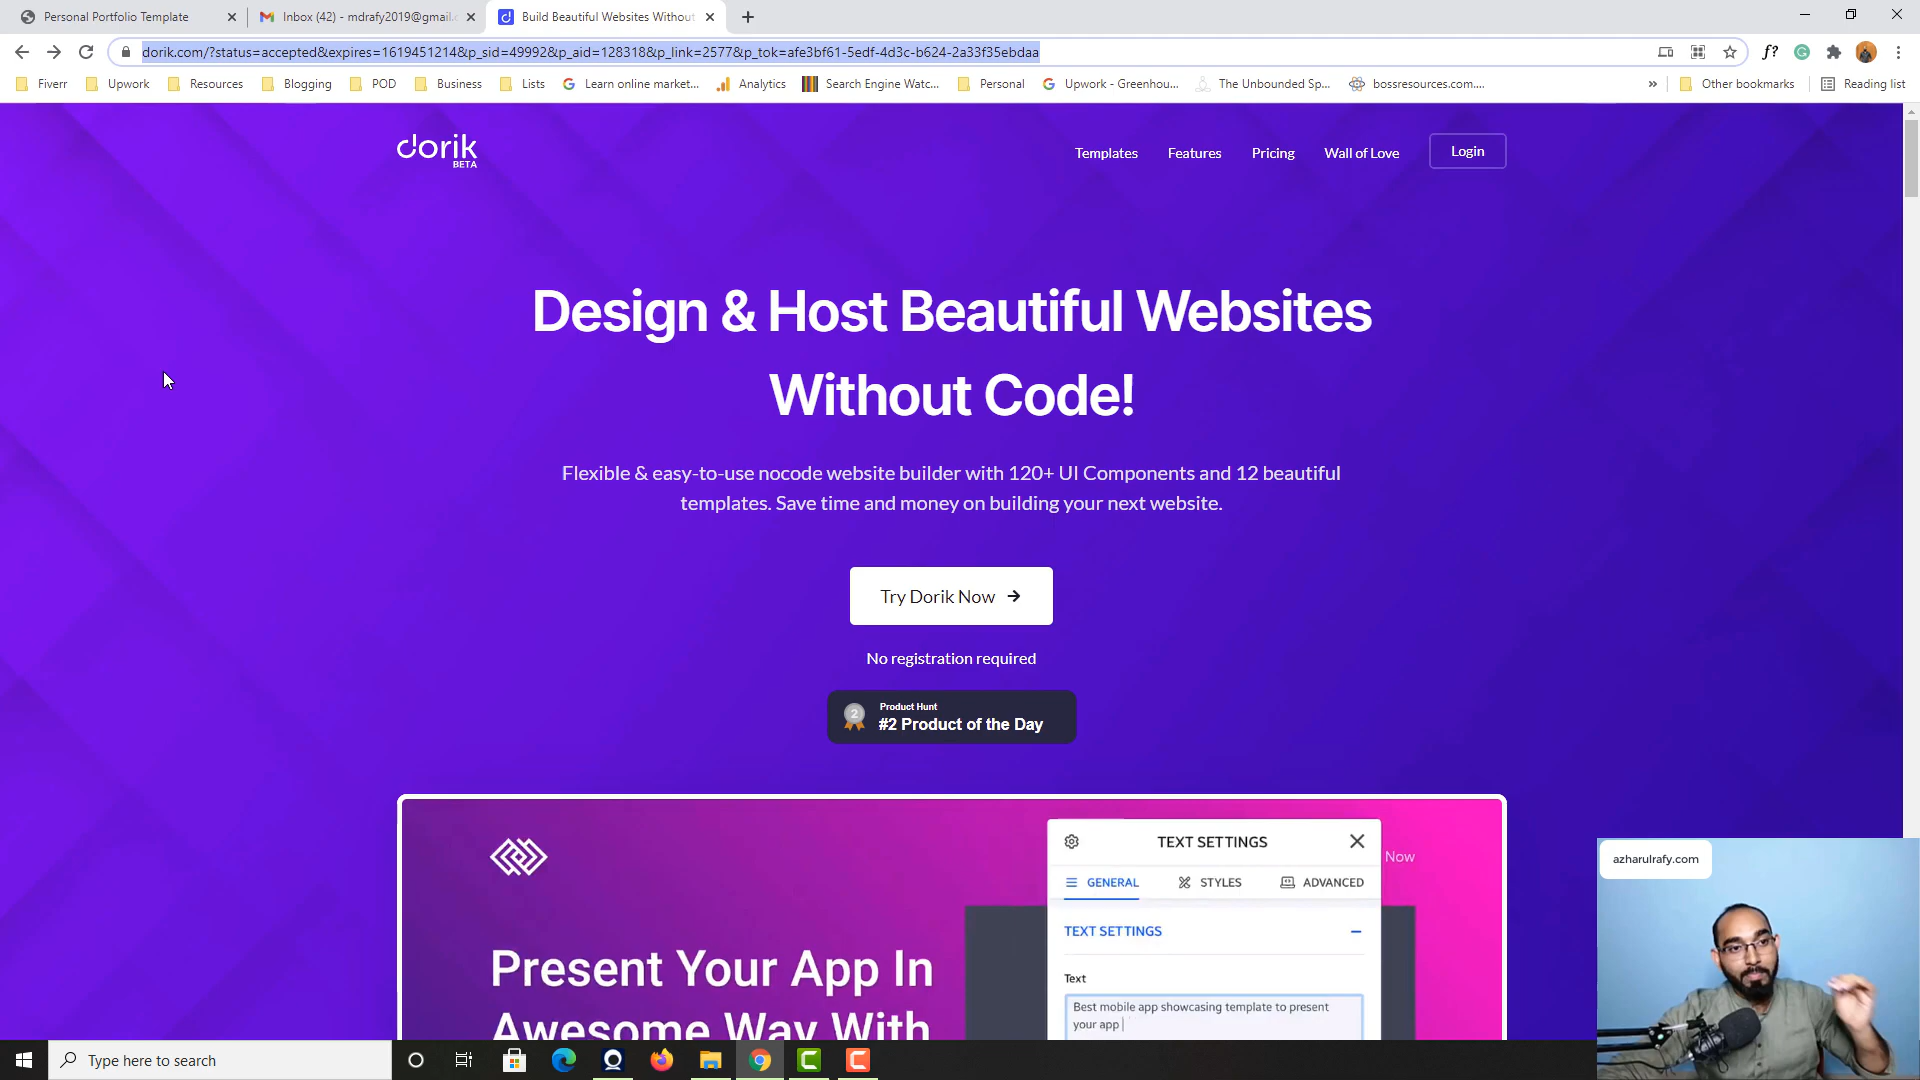 Personal Portfolio Template
Inbox (42) - mdrafy2019@gmail.c
Build Beautiful Websites Without
dorik.com/?status=accepted&expires=1619451214&p_sid=49992&p_aid=128318&p_link=2577&p_tok=afe3bf61-5edf-4d3c-b624-2a33f35ebdaa
f?
Fiverr
Upwork
Resources
Blogging
POD
Business
Lists
Learn online market...
Analytics
Search Engine Watc...
Personal
Upwork - Greenhou...
The Unbounded Sp...
bossresources.com....
»
Other bookmarks
Reading list
dorik
BETA
Templates
Features
Pricing
Wall of Love
Login
Design & Host Beautiful Websites
Without Code!
Flexible & easy-to-use nocode website builder with 120+ UI Components and 12 beautiful
templates. Save time and money on building your next website.
Try Dorik Now →
No registration required
2
Product Hunt
#2 Product of the Day
TEXT SETTINGS
Now
GENERAL
STYLES
ADVANCED
TEXT SETTINGS
Text
Best mobile app showcasing template to present
your app
Present Your App In
Awesome Way With
azharulrafy.com
Type here to search